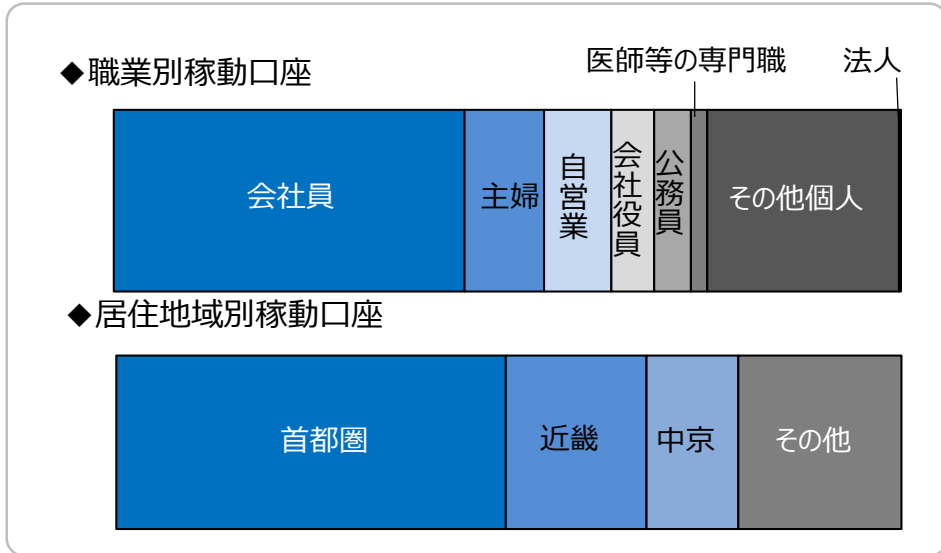 ◆職業別稼動口座
医師等の専門職
法人
会社員
主婦
自営業
会社役員
公務員
その他個人
◆居住地域別稼動口座
首都圏
近畿
中京
その他